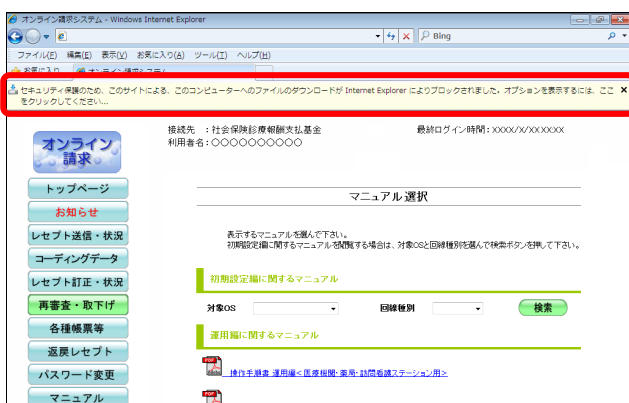 オンライン請求システム - Windows Internet Explorer
Bing
ファイル(F) 編集(E) 表示(V) お気に入り(A) ツール(T) ヘルプ(H)
お気に入り オンライン請求システム
セキュリティ保護のため、このサイトによる、このコンピューターへのファイルのダウンロードが Internet Explorer によりブロックされました。オプションを表示するには、ここ
をクリックしてください...
オンライン
請求
接続先 :社会保険診療報酬支払基金
最終ログイン時間:XXXX/X/XXXXXX
利用者名:○○○○○○○○○○
トップページ
お知らせ
レセプト送信・状況
コーディングデータ
レセプト訂正・状況
再審査・取下げ
各種帳票等
返戻レセプト
パスワード変更
マニュアル
マニュアル選択
表示するマニュアルを選んで下さい。
初期設定編に関するマニュアルを閲覧する場合は、対象OSと回線種別を選んで検索ボタンを押して下さい。
初期設定編に関するマニュアル
対象OS 回線種別 検索
運用編に関するマニュアル
操作手順書 運用編<医療機関・薬局・訪問看護ステーション用>